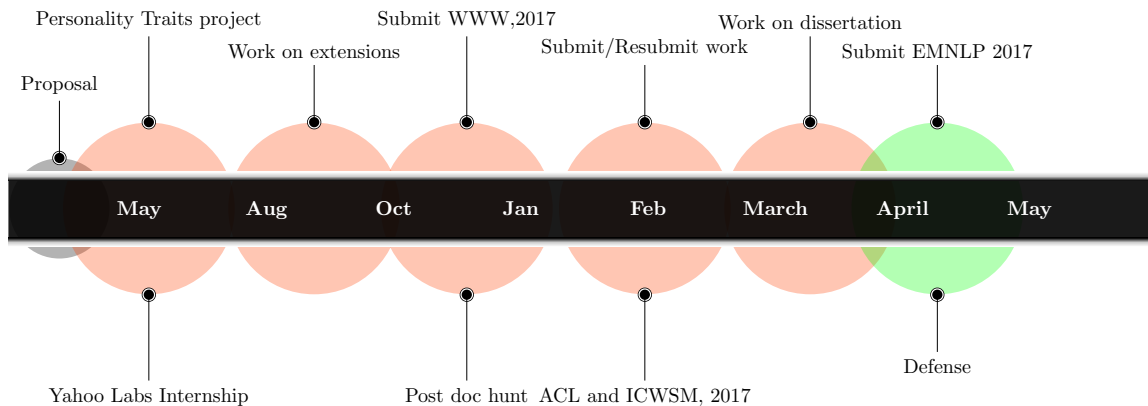 Personality Traits project
Submit WWW,2017
Work on dissertation
Work on extensions
Submit/Resubmit work
Submit EMNLP 2017
Proposal
May
Aug
Oct
Jan
Feb
March
April
May
Defense
Yahoo Labs Internship
Post doc hunt
ACL and ICWSM, 2017